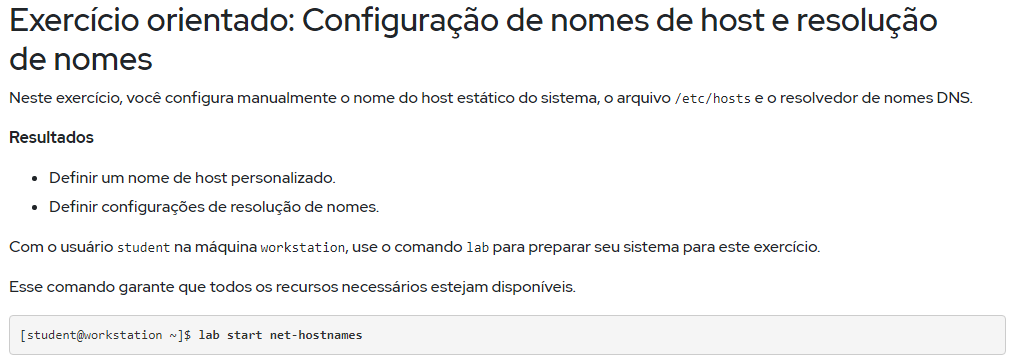 Exercício orientado: Configuração de nomes de host e resolução
de nomes
Neste exercício, você configura manualmente o nome do host estático do sistema, o arquivo /etc/hosts e o resolvedor de nomes DNS.
Resultados
• Definir um nome de host personalizado.
• Definir configurações de resolução de nomes.
Com o usuário student na máquina workstation, use o comando lab para preparar seu sistema para este exercício.
Esse comando garante que todos os recursos necessários estejam disponíveis.
[student@workstation ~]$ lab start net-hostnames